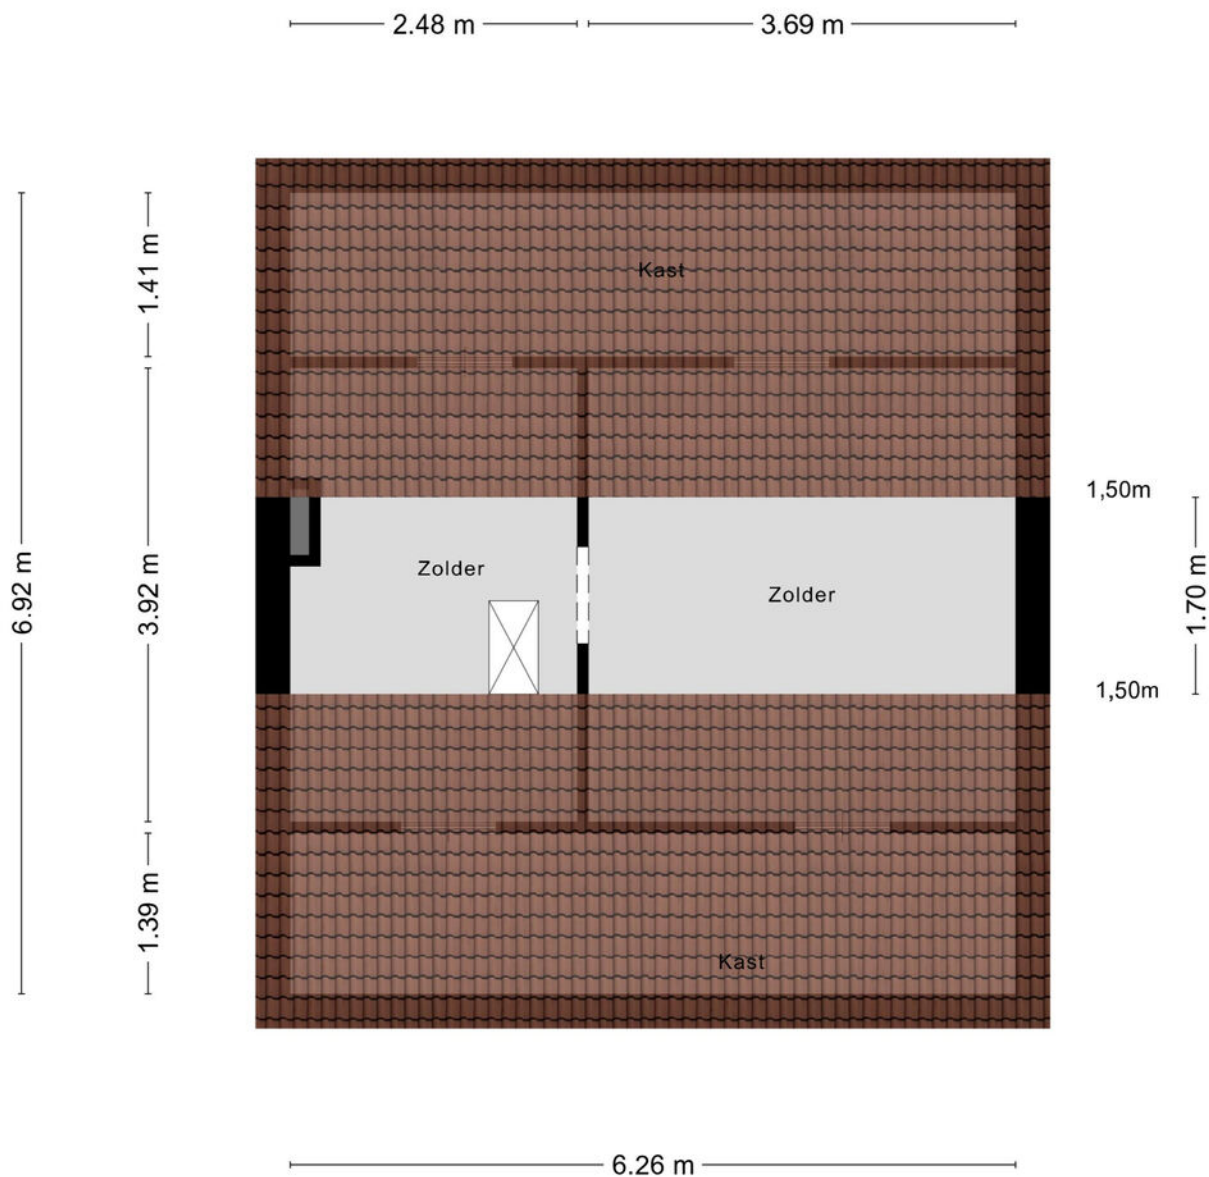 2.48 m
3.69 m
Kast
1.41 m
1,50m
6.92 m
3.92 m
Zolder
Zolder
1.70 m
1,50m
1.39 m
Kast
6.26 m